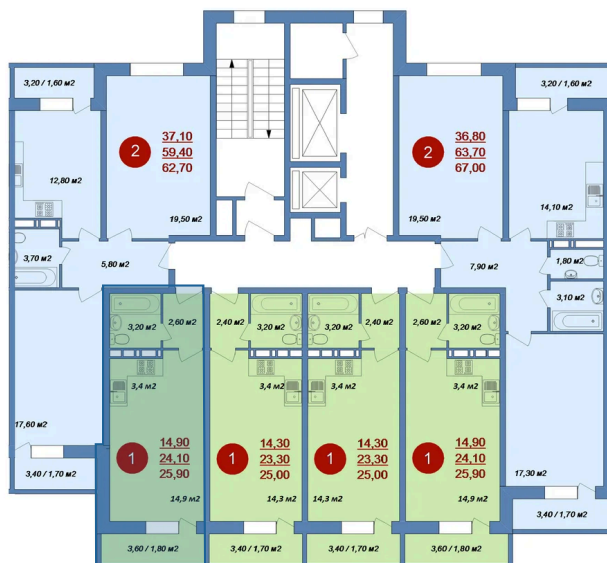 3,20 / 1,60 м2
3,20 / 1,60 м2
2
37,10
59,40
62,70
2
36,80
63,70
67,00
12,80 м2
14,10 м2
19,50 м2
19,50 м2
3,70 м2
5,80 м2
7,90 м2
1,80 м2
3,10 м2
3,20 м2
2,60 м2
2,40 м2
3,20 м2
3,20 м2
2,40 м2
2,60 м2
3,20 м2
3,4 м2
3,4 м2
3,4 м2
3,4 м2
17,60 м2
1
14,90
24,10
25,90
1
14,30
23,30
25,00
1
14,30
23,30
25,00
1
14,90
24,10
25,90
17,30 м2
3,40 / 1,70 м2
14,9 м2
14,3 м2
14,3 м2
14,9 м2
3,40 / 1,70 м2
3,60 / 1,80 м2
3,40 / 1,70 м2
3,40 / 1,70 м2
3,60 / 1,80 м2